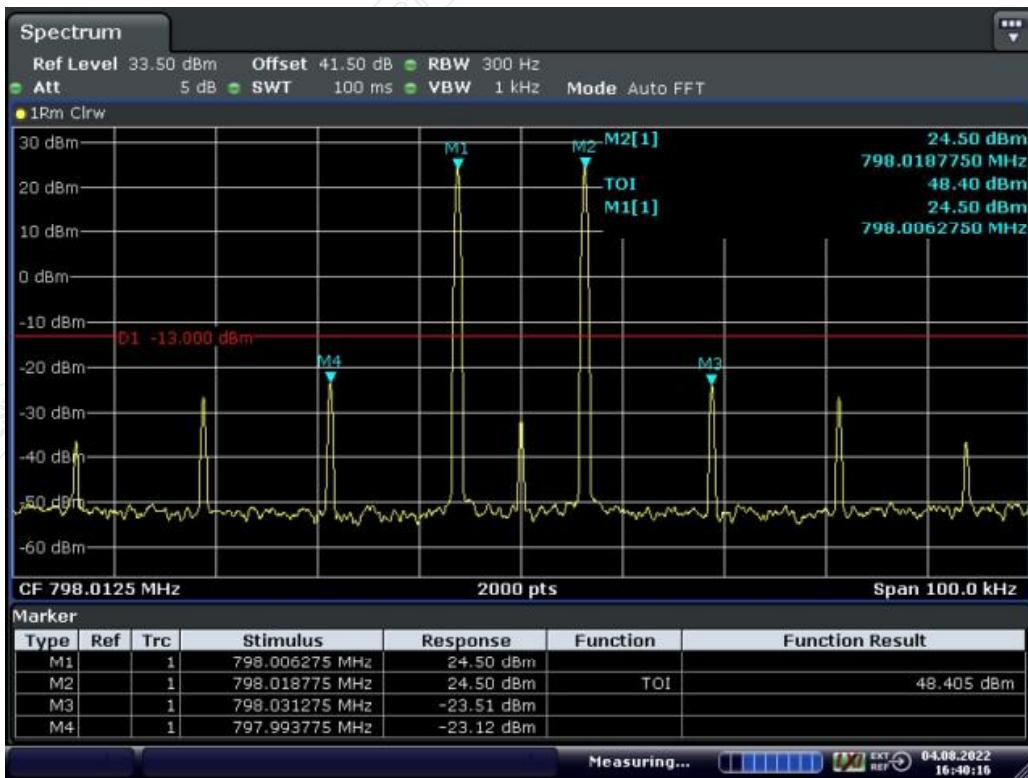 Spectrum
Ref Level 33.50 dBm Offset 41.50 dB RBW 300 Hz
Att 5 dB SWT 100 ms VBW 1 kHz Mode Auto FFT
1Rm Clrw
M2[1] 24.50 dBm
798.0187750 MHz
TOI 48.40 dBm
M1[1] 24.50 dBm
798.0062750 MHz
30 dBm
M1 M2
20 dBm
10 dBm
0 dBm
-10 dBm
D1 -13.000 dBm
-20 dBm
M4 M3
-30 dBm
-40 dBm
-50 dBm
-60 dBm
CF 798.0125 MHz 2000 pts Span 100.0 kHz
Marker
Type Ref Trc Stimulus Response Function Function Result
M1 1 798.006275 MHz 24.50 dBm
M2 1 798.018775 MHz 24.50 dBm TOI 48.405 dBm
M3 1 798.031275 MHz -23.51 dBm
M4 1 797.993775 MHz -23.12 dBm
Measuring... LXI EXT REF 04.08.2022
16:40:16